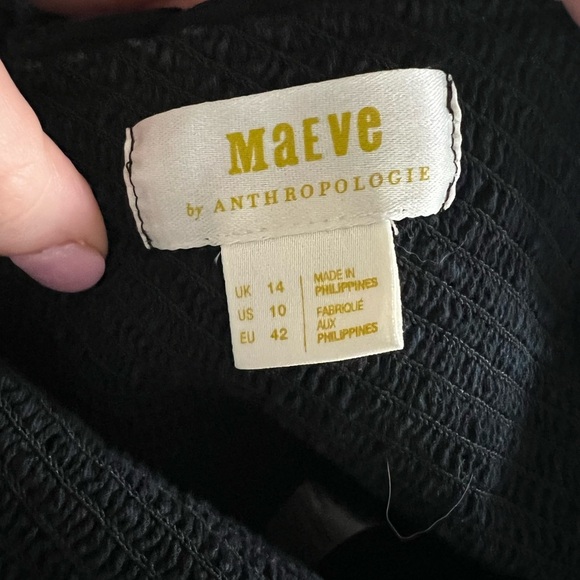 MaEVe
by ANTHROPOLOGIE
UK 14
US 10
EU 42
MADE IN
PHILIPPINES
FABRIQUÉ
AUX
PHILIPPINES